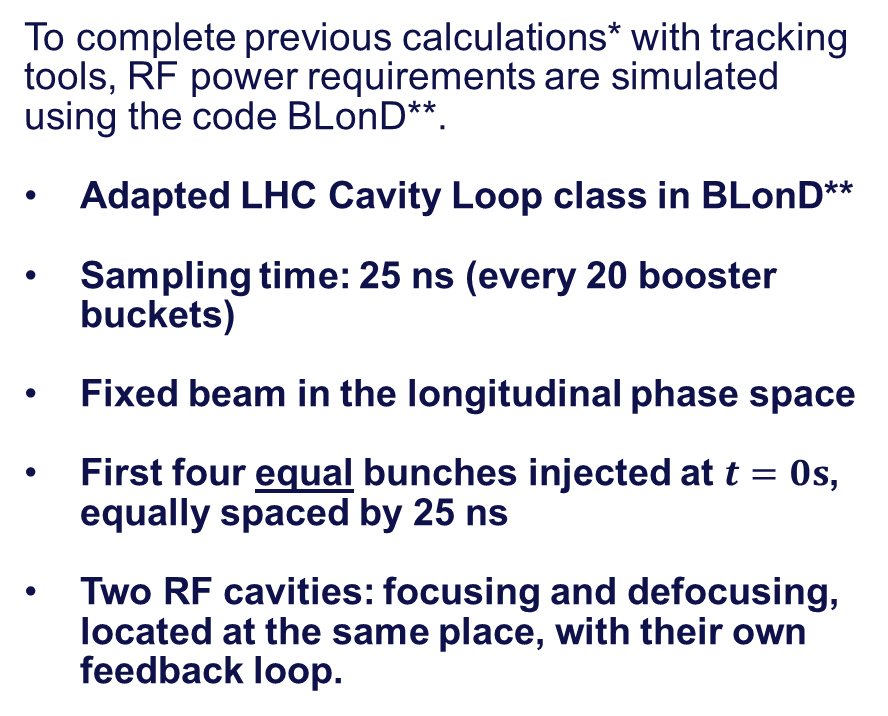 To complete previous calculations* with tracking
tools, RF power requirements are simulated
using the code BLonD**.
• Adapted LHC Cavity Loop class in BLonD**
• Sampling time: 25 ns (every 20 booster
buckets)
• Fixed beam in the longitudinal phase space
• First four equal bunches injected at t = 0s,
equally spaced by 25 ns
• Two RF cavities: focusing and defocusing,
located at the same place, with their own
feedback loop.